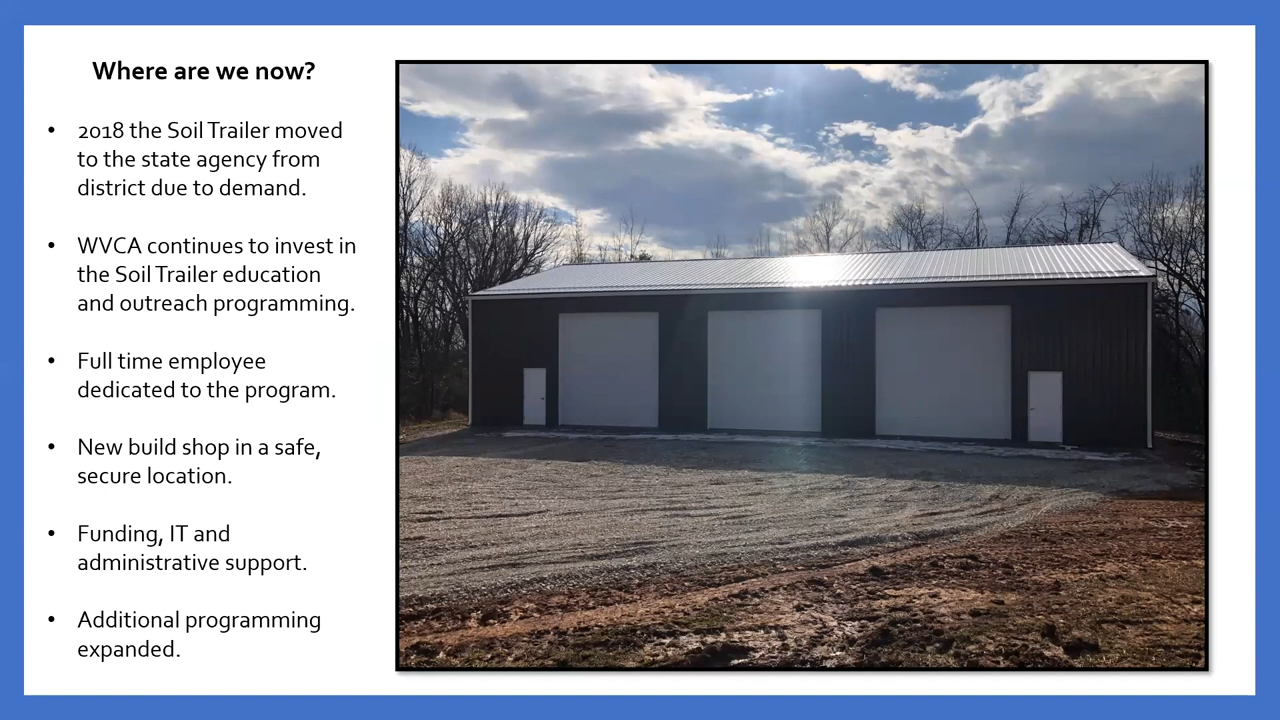 Where are we now?
• 2018 the Soil Trailer moved
to the state agency from
district due to demand.
• WVCA continues to invest in
the Soil Trailer education
and outreach programming.
• Full time employee
dedicated to the program.
• New build shop in a safe,
secure location.
• Funding, IT and
administrative support.
• Additional programming
expanded.